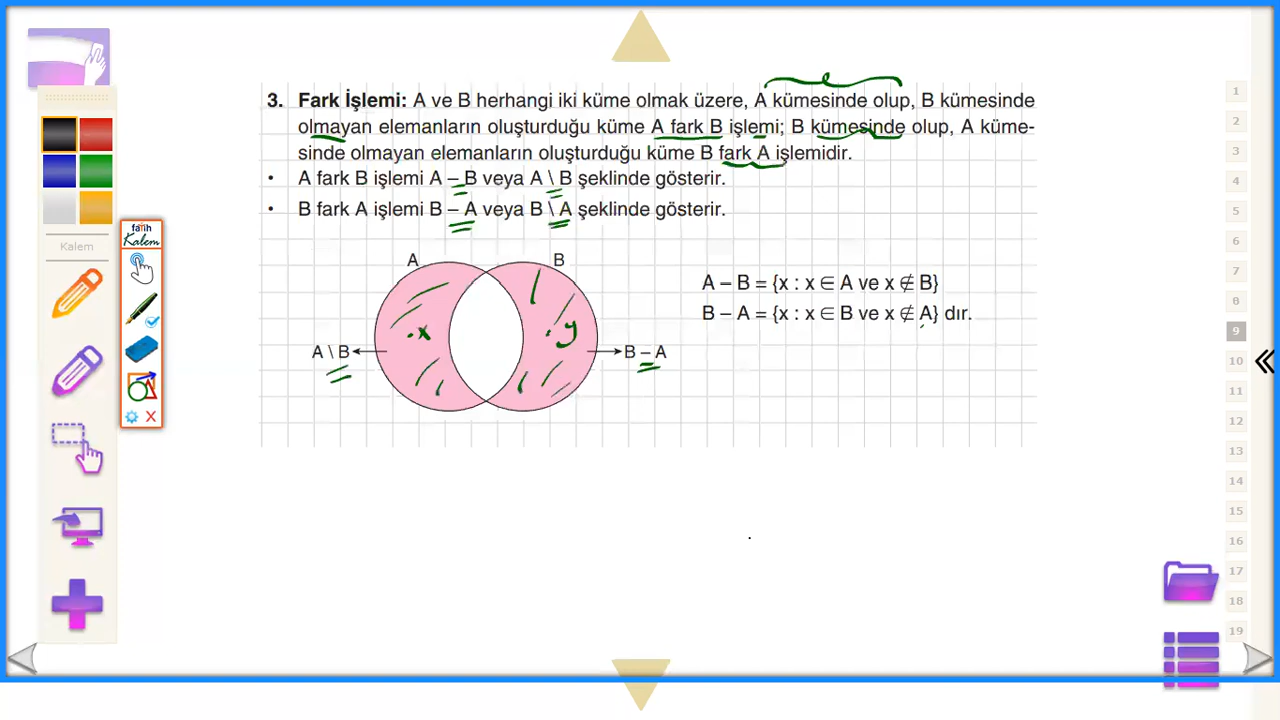 3. Fark İşlemi: A ve B herhangi iki küme olmak üzere, A kümesinde olup, B kümesinde
olmayan elemanların oluşturduğu küme A fark B işlemi; B kümesinde olup, A küme-
sinde olmayan elemanların oluşturduğu küme B fark A işlemidir.
• A fark B işlemi A – B veya A \ B şeklinde gösterir.
• B fark A işlemi B – A veya B \ A şeklinde gösterir.
A
B
x
y
A \ B
B – A
A – B = {x : x ∈ A ve x ∉ B}
B – A = {x : x ∈ B ve x ∉ A} dır.
Kalem
fatih
Kalem
1
2
3
4
5
6
7
8
9
10
11
12
13
14
15
16
17
18
19